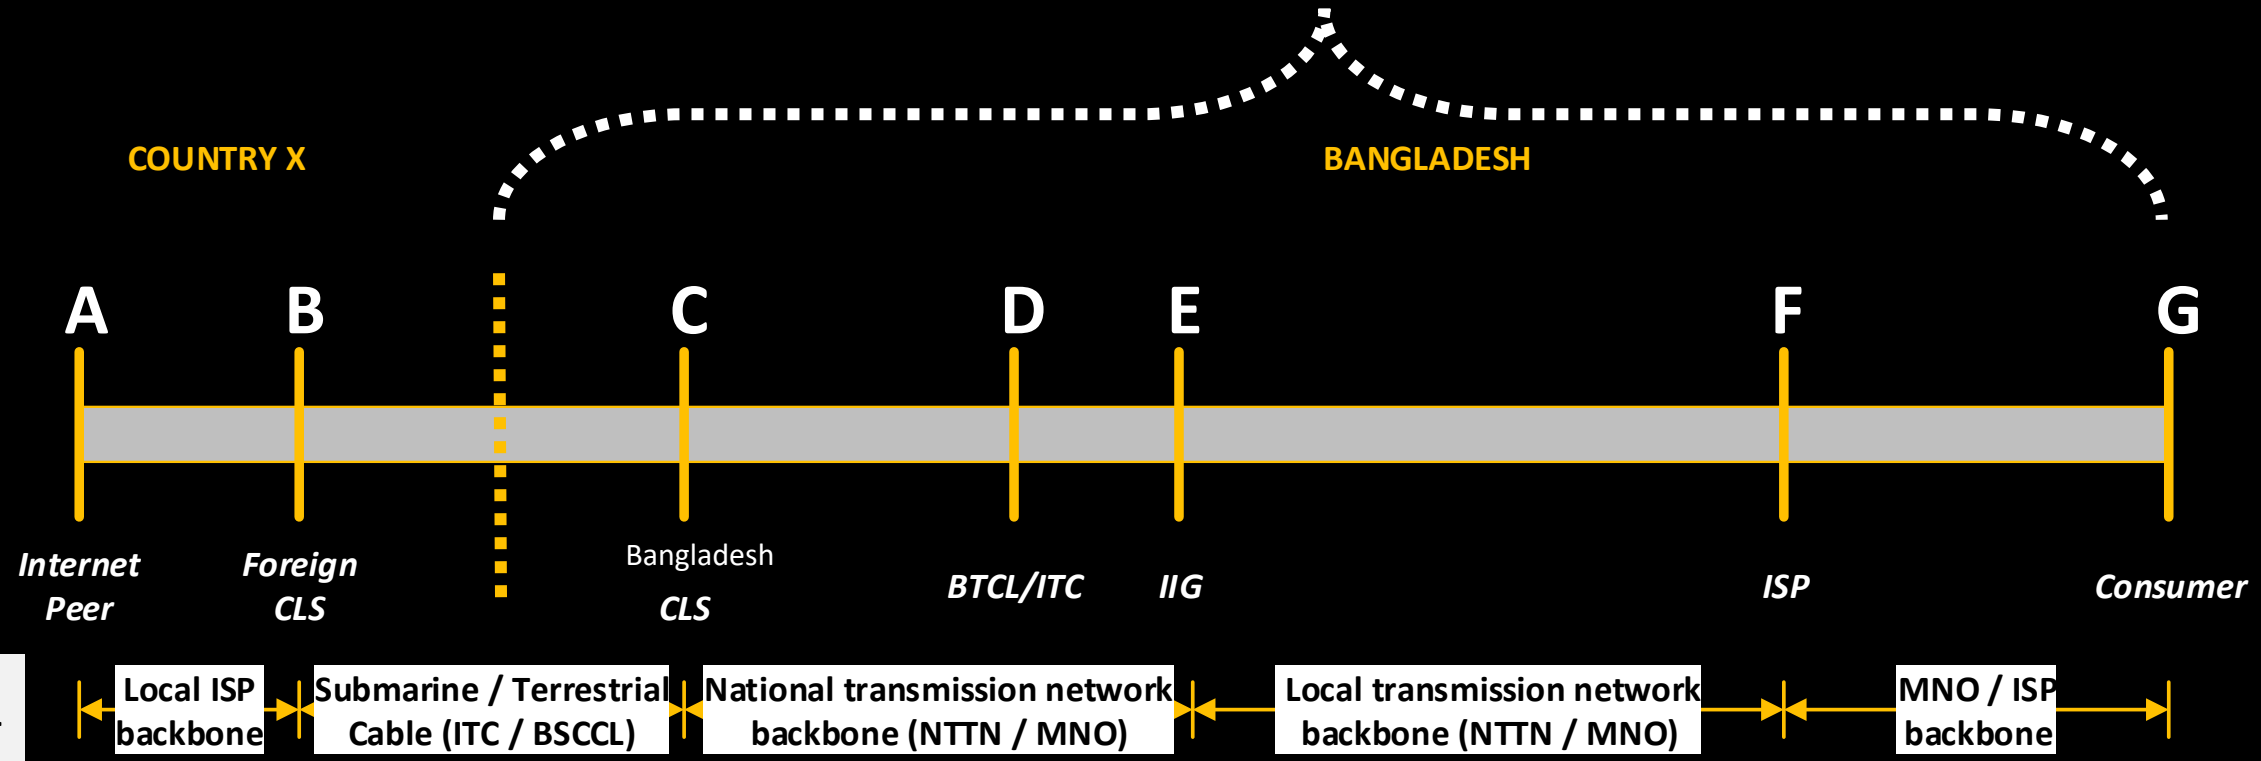 COUNTRY X
BANGLADESH
A
B
C
D
E
F
G
Internet
Peer
Foreign
CLS
Bangladesh
CLS
BTCL/ITC
IIG
ISP
Consumer
Local ISP
backbone
Submarine / Terrestrial
Cable (ITC / BSCCL)
National transmission network
backbone (NTTN / MNO)
Local transmission network
backbone (NTTN / MNO)
MNO / ISP
backbone